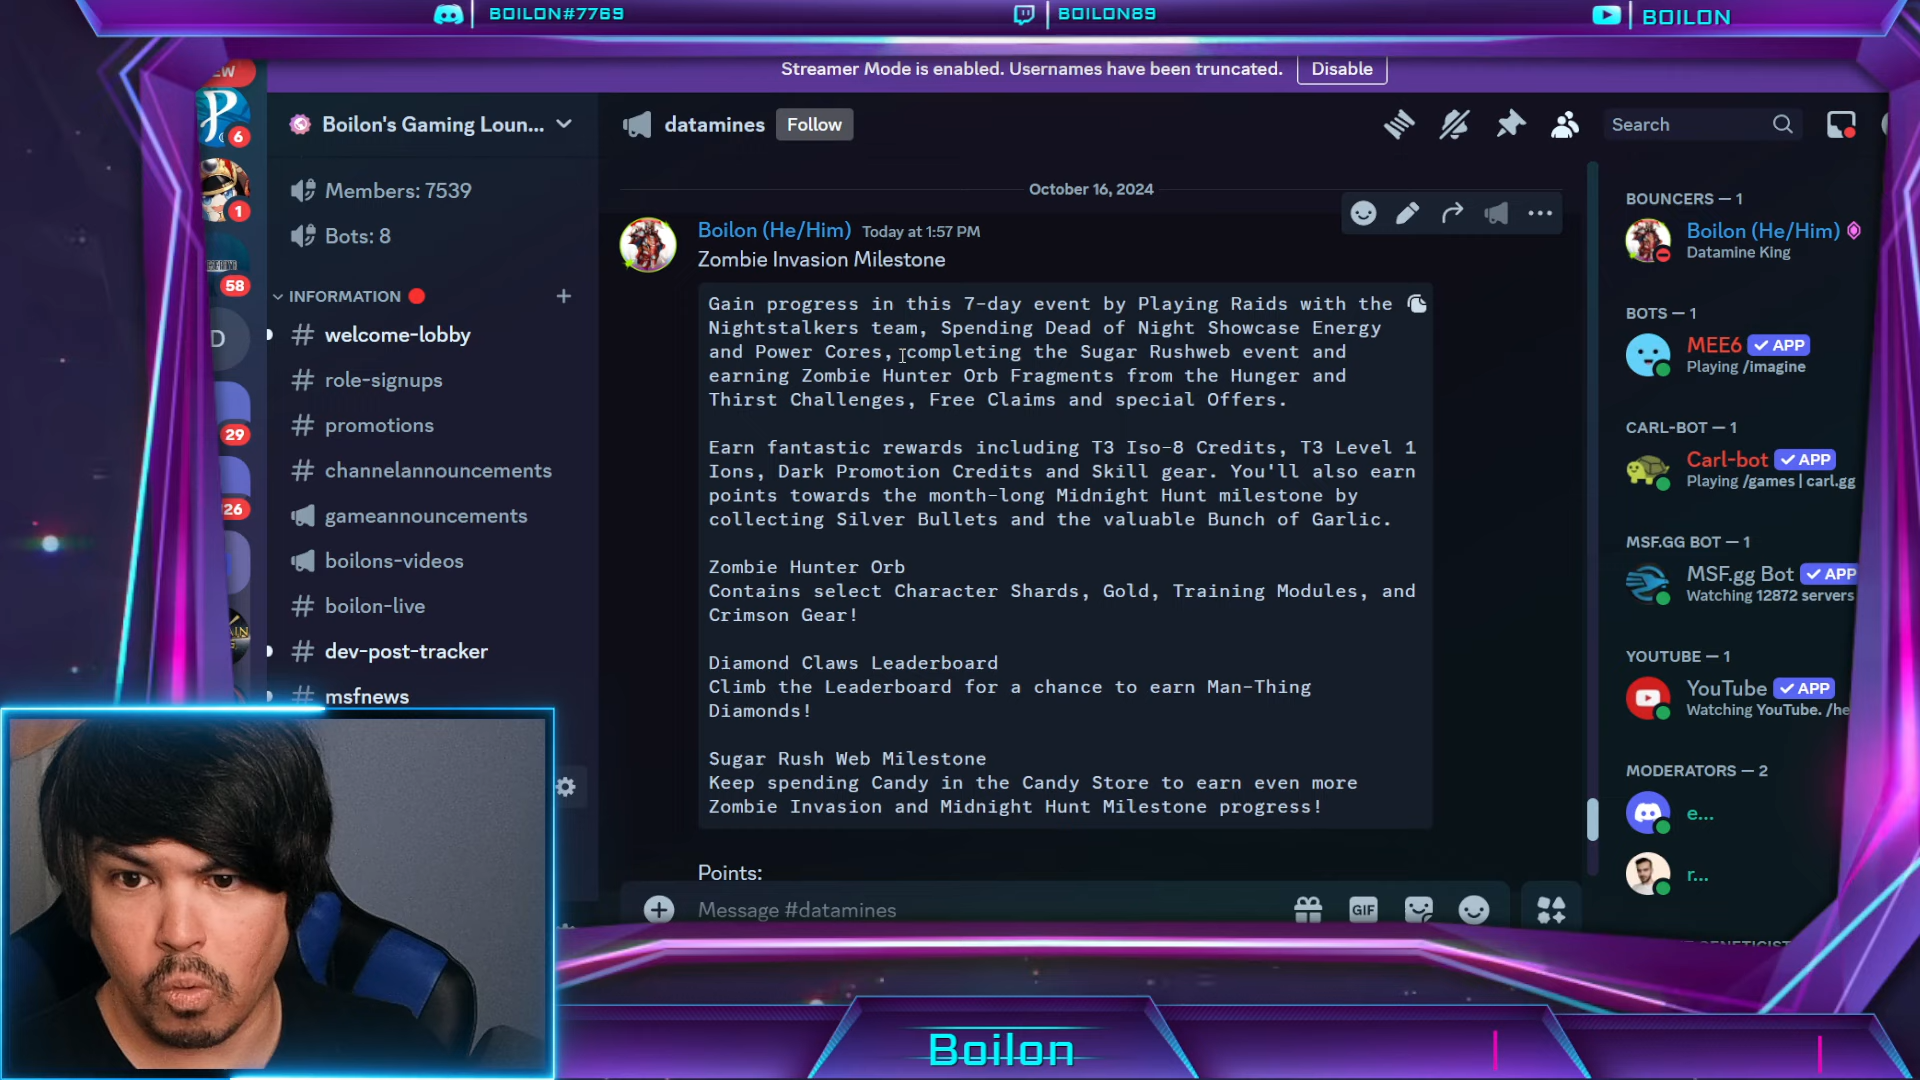 BOILON#7769
BOILON89
BOILON
Streamer Mode is enabled. Usernames have been truncated.
Disable
EW
6
1
58
D
29
26
Boilon's Gaming Loun...
Members: 7539
Bots: 8
INFORMATION
# welcome-lobby
# role-signups
# promotions
# channelannouncements
gameannouncements
boilons-videos
# boilon-live
# dev-post-tracker
# msfnews
datamines
Follow
Search
October 16, 2024
Boilon (He/Him) Today at 1:57 PM
Zombie Invasion Milestone
Gain progress in this 7-day event by Playing Raids with the
Nightstalkers team, Spending Dead of Night Showcase Energy
and Power Cores, completing the Sugar Rushweb event and
earning Zombie Hunter Orb Fragments from the Hunger and
Thirst Challenges, Free Claims and special Offers.
Earn fantastic rewards including T3 Iso-8 Credits, T3 Level 1
Ions, Dark Promotion Credits and Skill gear. You'll also earn
points towards the month-long Midnight Hunt milestone by
collecting Silver Bullets and the valuable Bunch of Garlic.
Zombie Hunter Orb
Contains select Character Shards, Gold, Training Modules, and
Crimson Gear!
Diamond Claws Leaderboard
Climb the Leaderboard for a chance to earn Man-Thing
Diamonds!
Sugar Rush Web Milestone
Keep spending Candy in the Candy Store to earn even more
Zombie Invasion and Midnight Hunt Milestone progress!
Points:
Message #datamines
GIF
BOUNCERS — 1
Boilon (He/Him)
Datamine King
BOTS — 1
MEE6 ✓ APP
Playing /imagine
CARL-BOT — 1
Carl-bot ✓ APP
Playing /games | carl.gg
MSF.GG BOT — 1
MSF.gg Bot ✓ APP
Watching 12872 servers
YOUTUBE — 1
YouTube ✓ APP
Watching YouTube. /he
MODERATORS — 2
e...
r...
Boilon